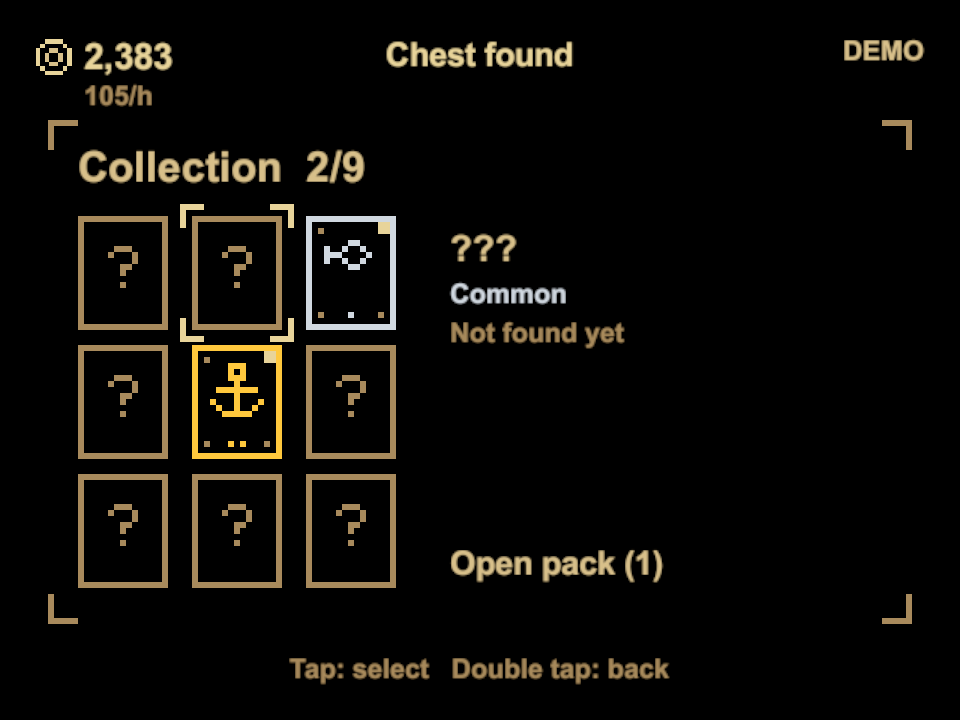 2,383
Chest found
DEMO
105/h
Collection 2/9
? ?
???
Common
Not found yet
? ?
? ? ?
Open pack (1)
Tap: select Double tap: back